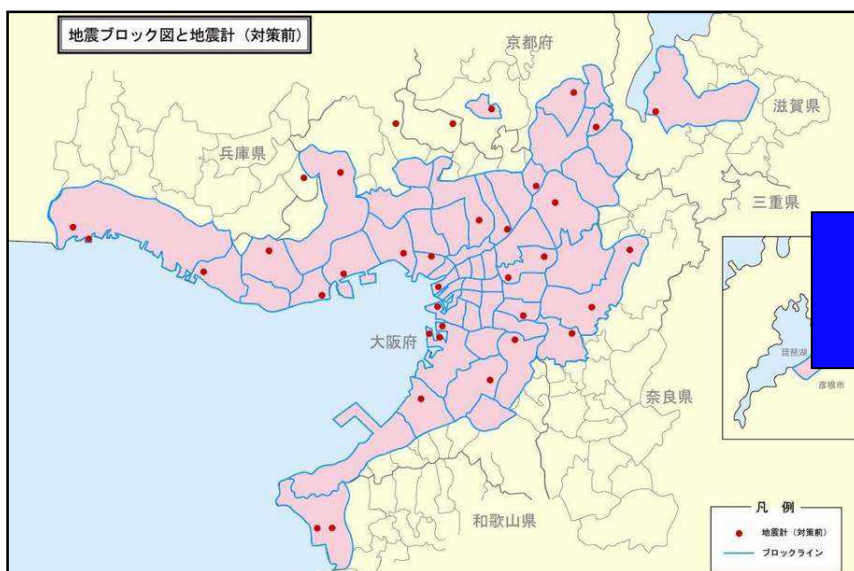 地震ブロック図と地震計（対策前）
京都府
滋賀県
兵庫県
三重県
大阪府
琵琶湖
彦根市
奈良県
和歌山県
凡 例
地震計（対策前）
ブロックライン